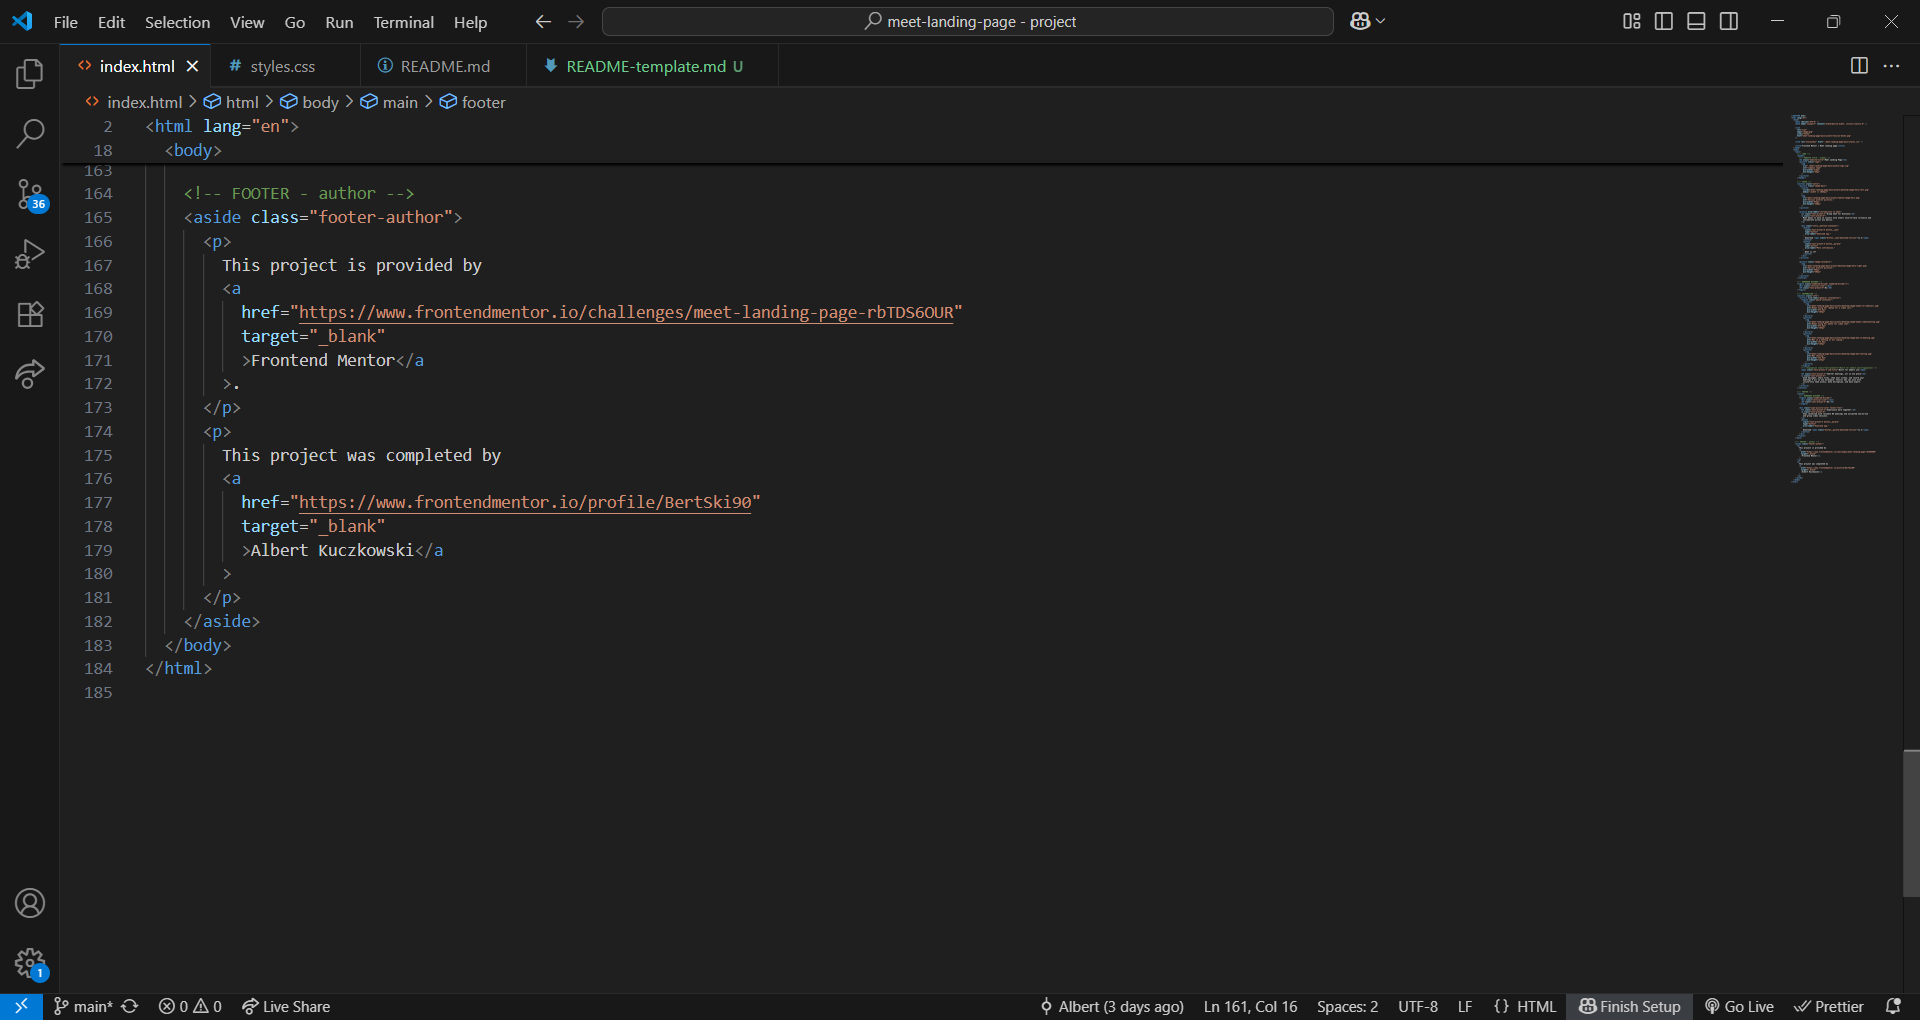 File Edit Selection View Go Run Terminal Help
meet-landing-page - project
index.html
# styles.css
README.md
README-template.md U
index.html > html > body > main > footer
2 <html lang="en">
18 <body>
163
164 <!-- FOOTER - author -->
165 <aside class="footer-author">
166 <p>
167 This project is provided by
168 <a
169 href="https://www.frontendmentor.io/challenges/meet-landing-page-rbTDS6OUR"
170 target="_blank"
171 >Frontend Mentor</a
172 >.
173 </p>
174 <p>
175 This project was completed by
176 <a
177 href="https://www.frontendmentor.io/profile/BertSki90"
178 target="_blank"
179 >Albert Kuczkowski</a
180 >
181 </p>
182 </aside>
183 </body>
184 </html>
185
36
1
main* 0 0 Live Share
Albert (3 days ago) Ln 161, Col 16 Spaces: 2 UTF-8 LF {} HTML Finish Setup Go Live Prettier